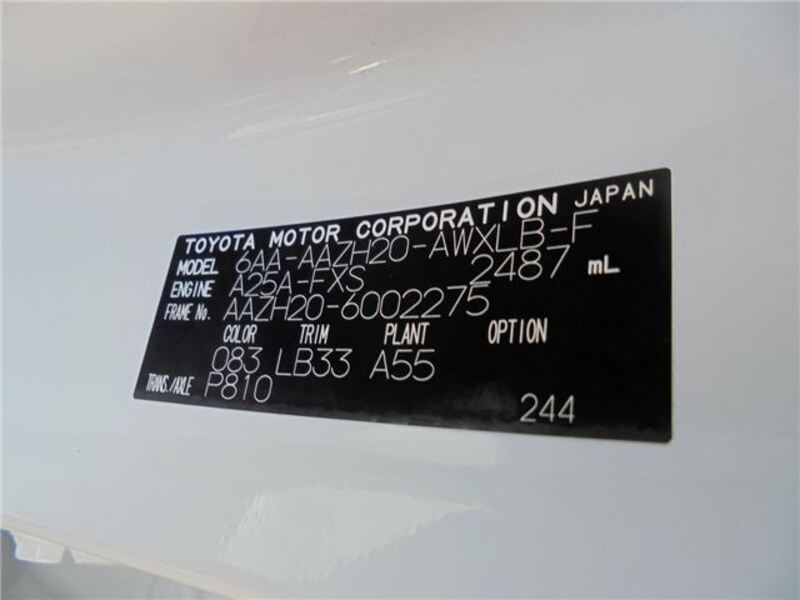 TOYOTA MOTOR CORPORATION JAPAN
MODEL 6AA-AAZH20-AWXLB-F
ENGINE A25A-FXS 2487 mL
FRAME No. AAZH20-6002275
COLOR TRIM PLANT OPTION
083 LB33 A55
TRANS./AXLE P810
244